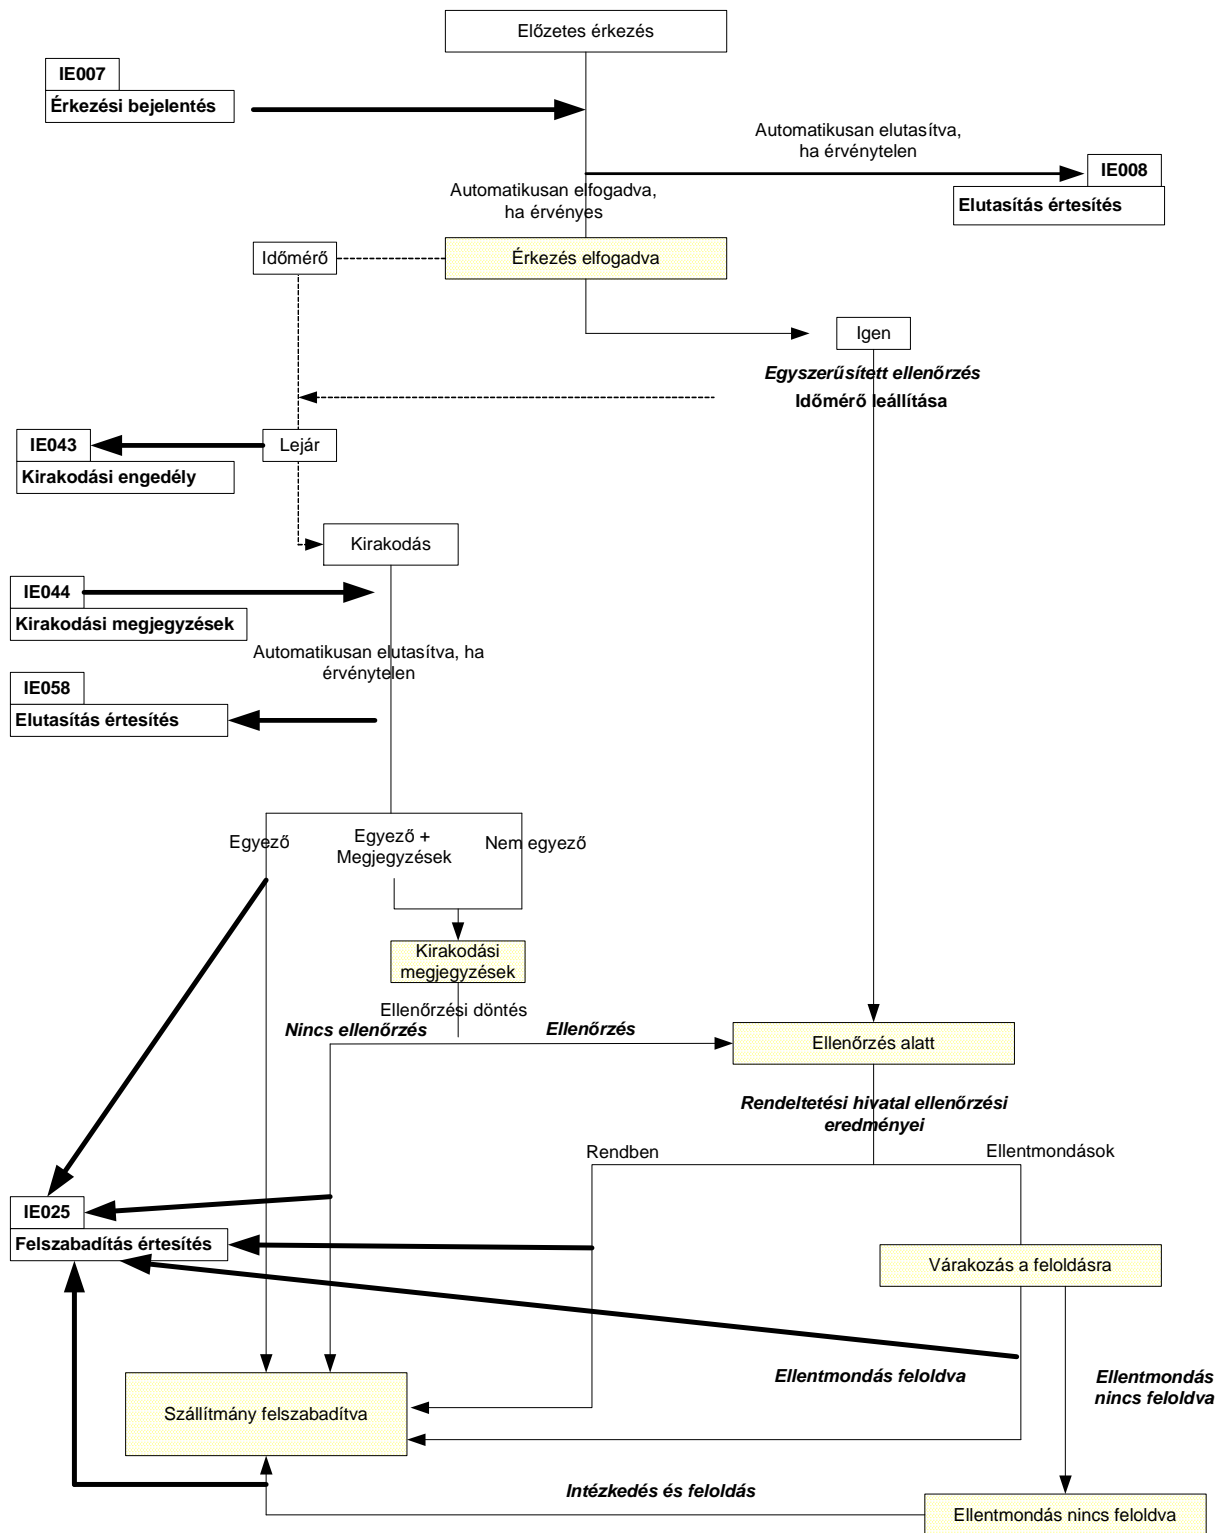 Előzetes érkezés
IE007
Érkezési bejelentés
Automatikusan elutasítva,
ha érvénytelen
IE008
Elutasítás értesítés
Automatikusan elfogadva,
ha érvényes
Időmérő
Érkezés elfogadva
Igen
Egyszerűsített ellenőrzés
Időmérő leállítása
IE043
Kirakodási engedély
Lejár
Kirakodás
IE044
Kirakodási megjegyzések
Automatikusan elutasítva, ha
érvénytelen
IE058
Elutasítás értesítés
Egyező
Egyező +
Megjegyzések
Nem egyező
Kirakodási
megjegyzések
Ellenőrzési döntés
Nincs ellenőrzés
Ellenőrzés
Ellenőrzés alatt
Rendeltetési hivatal ellenőrzési
eredményei
Rendben
Ellentmondások
IE025
Felszabadítás értesítés
Várakozás a feloldásra
Ellentmondás feloldva
Ellentmondás
nincs feloldva
Szállítmány felszabadítva
Intézkedés és feloldás
Ellentmondás nincs feloldva